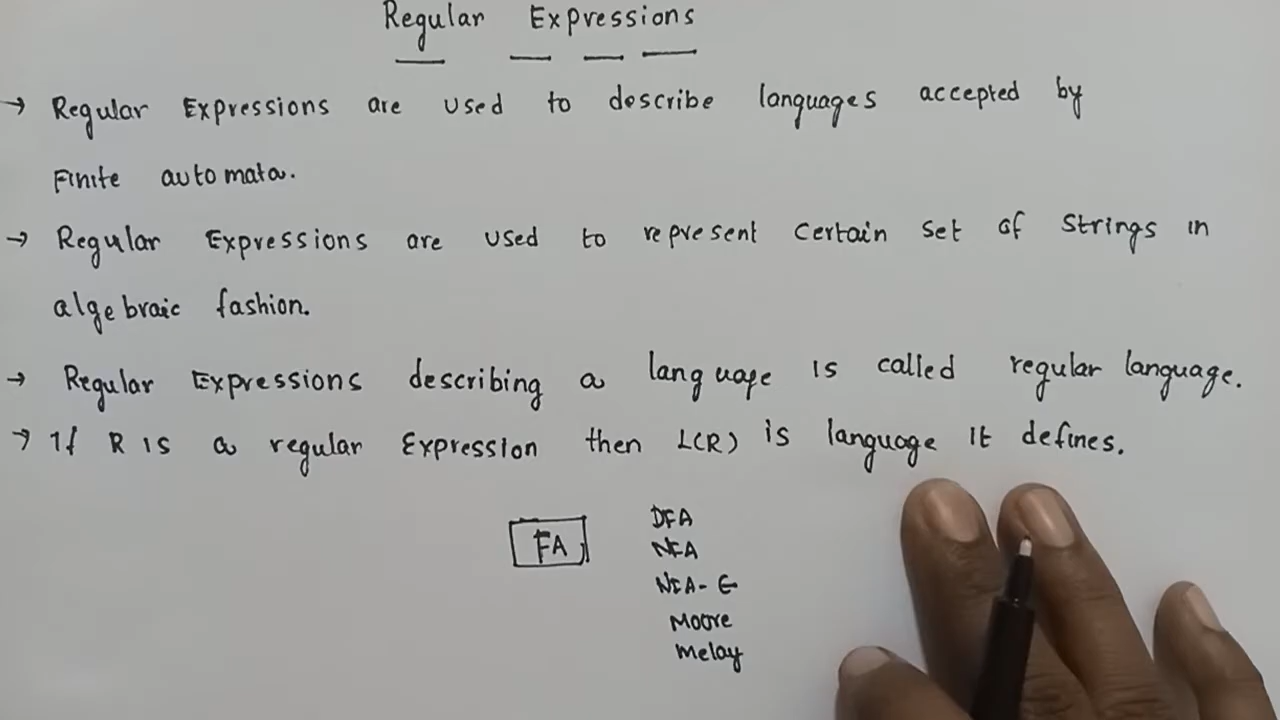 Regular Expressions
→ Regular Expressions are used to describe languages accepted by
Finite automata.
→ Regular Expressions are used to represent certain set of strings in
algebraic fashion.
→ Regular Expressions describing a language is called regular language.
→ If R is a regular Expression then L(R) is language it defines.
FA
DFA
NFA
NFA - ∈
Moore
Melay